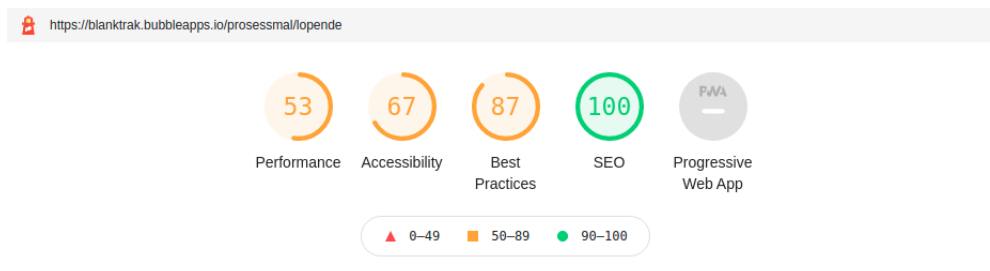 https://blanktrak.bubbleapps.io/prosessmal/lopende
53
67
87
100
PWA
Performance
Accessibility
Best
Practices
SEO
Progressive
Web App
0–49
50–89
90–100